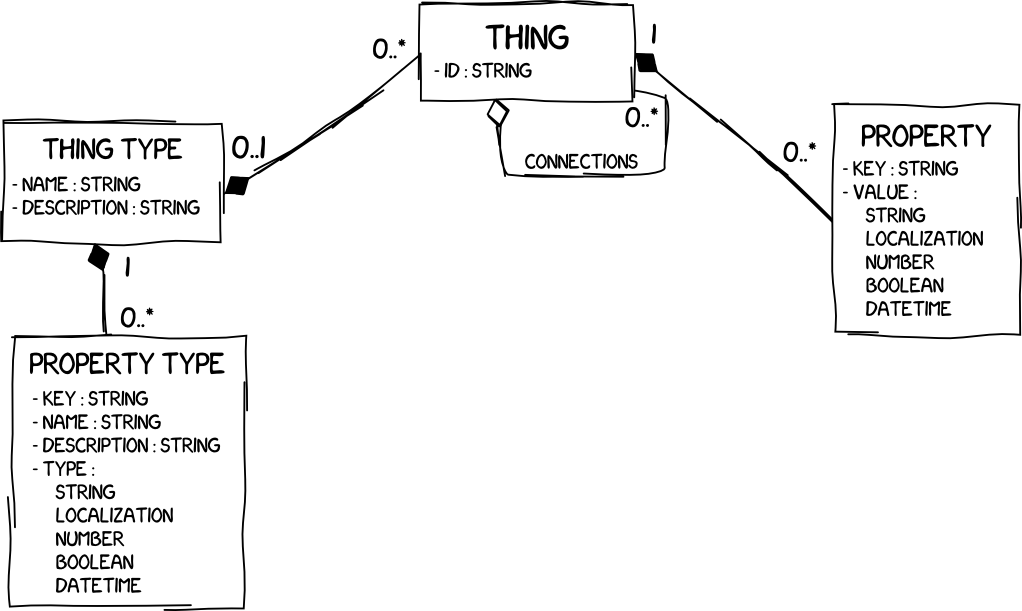 THING
- ID : STRING
0..*
1
0..*
CONNECTIONS
THING TYPE
- NAME : STRING
- DESCRIPTION : STRING
0..1
1
0..*
PROPERTY
- KEY : STRING
- VALUE :
STRING
LOCALIZATION
NUMBER
BOOLEAN
DATETIME
0..*
PROPERTY TYPE
- KEY : STRING
- NAME : STRING
- DESCRIPTION : STRING
- TYPE :
STRING
LOCALIZATION
NUMBER
BOOLEAN
DATETIME